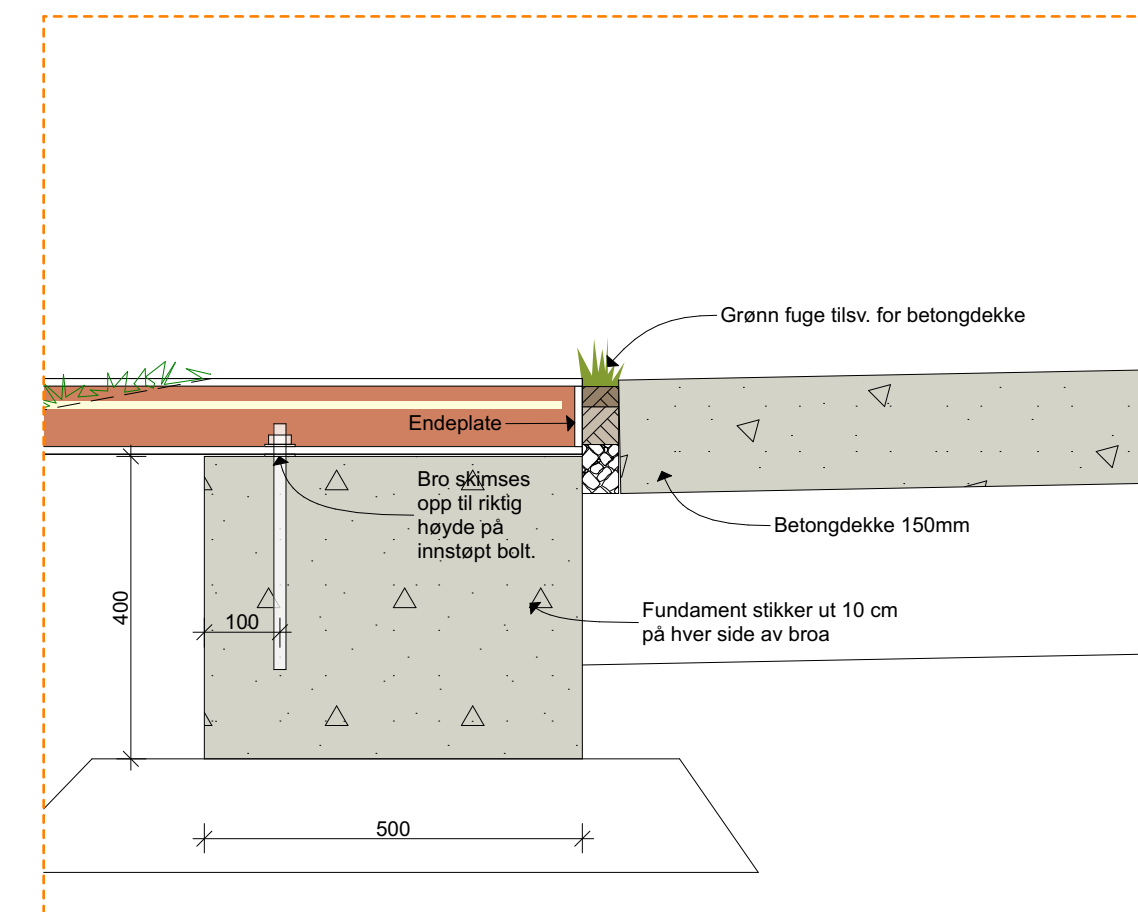 Grønn fuge tilsv. for betongdekke
Endeplate
Bro skimses
opp til riktig
høyde på
innstøpt bolt.
Betongdekke 150mm
Fundament stikker ut 10 cm
på hver side av broa
400
100
500